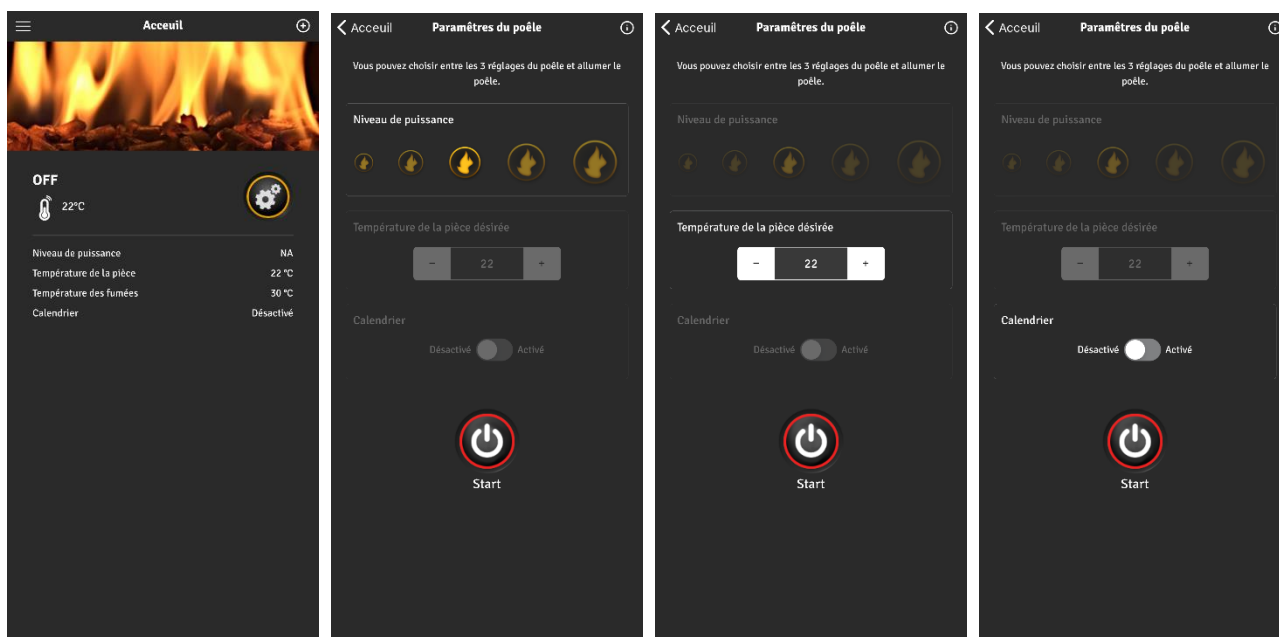 Acceuil
OFF
22°C
Niveau de puissance NA
Température de la pièce 22 °C
Température des fumées 30 °C
Calendrier Désactivé
Acceuil Paramêtres du poêle
Vous pouvez choisir entre les 3 réglages du poêle et allumer le
poêle.
Niveau de puissance
Température de la pièce désirée
- 22 +
Calendrier
Désactivé Activé
Start
Acceuil Paramêtres du poêle
Vous pouvez choisir entre les 3 réglages du poêle et allumer le
poêle.
Niveau de puissance
Température de la pièce désirée
- 22 +
Calendrier
Désactivé Activé
Start
Acceuil Paramêtres du poêle
Vous pouvez choisir entre les 3 réglages du poêle et allumer le
poêle.
Niveau de puissance
Température de la pièce désirée
- 22 +
Calendrier
Désactivé Activé
Start